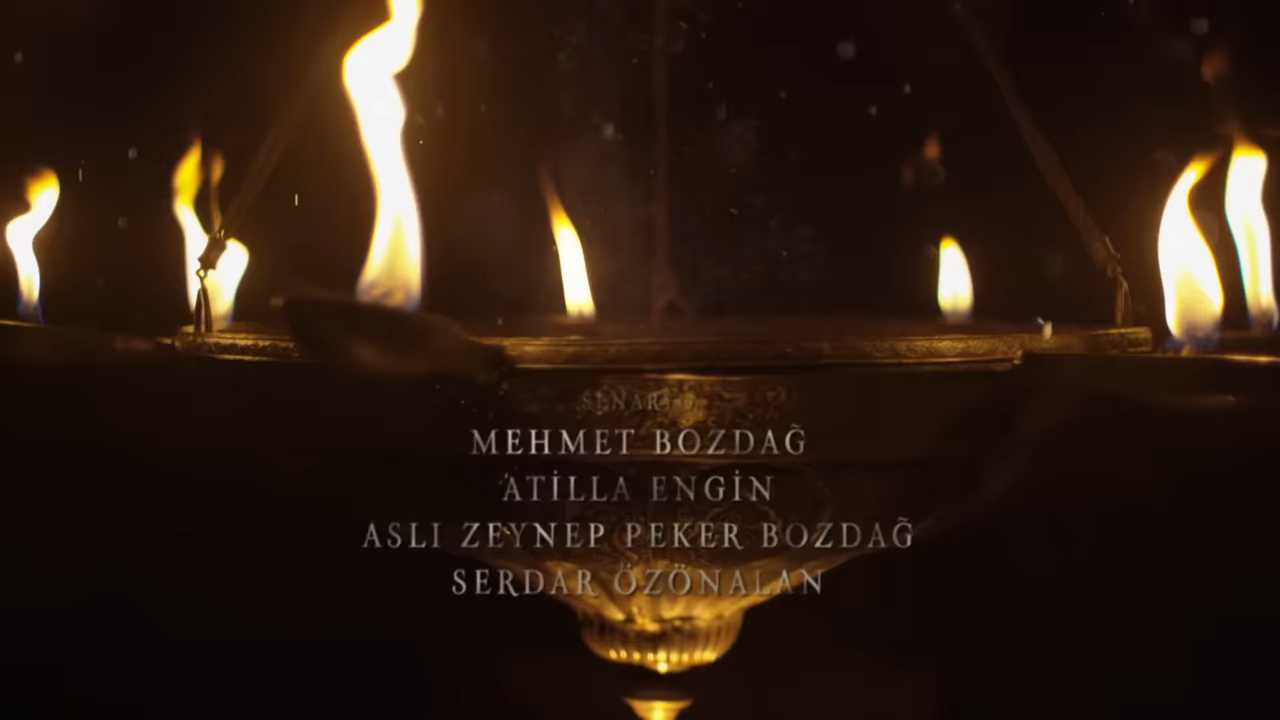 SENARYO
MEHMET BOZDAĞ
ATİLLA ENGİN
ASLI ZEYNEP PEKER BOZDAĞ
SERDAR ÖZÖNALAN